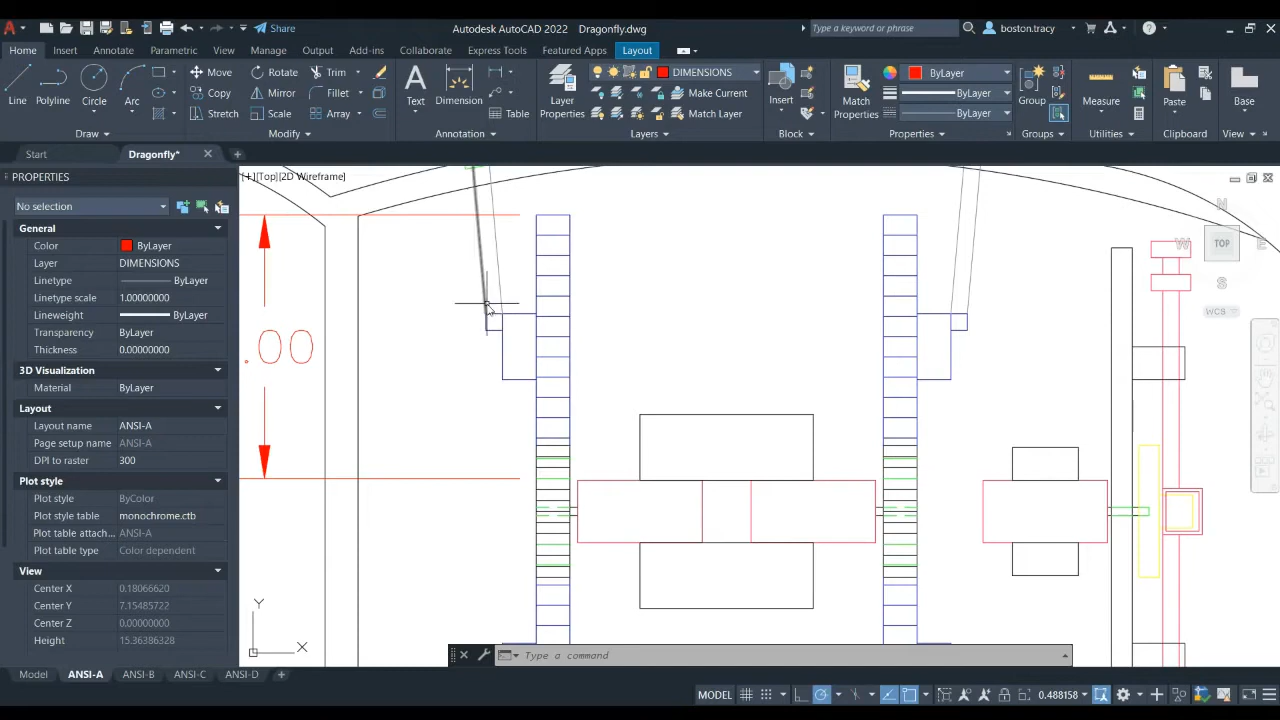 Share
Autodesk AutoCAD 2022 Dragonfly.dwg
Type a keyword or phrase
boston.tracy
Home Insert Annotate Parametric View Manage Output Add-ins Collaborate Express Tools Featured Apps Layout
Line Polyline Circle Arc
Move Rotate Trim
Copy Mirror Fillet
Stretch Scale Array
Text Dimension Table
Layer Properties
DIMENSIONS
Make Current
Match Layer
Insert
Match Properties
ByLayer
ByLayer
ByLayer
Group
Measure
Paste
Base
Draw Modify Annotation Layers Block Properties Groups Utilities Clipboard View
Start Dragonfly*
PROPERTIES
[+][Top][2D Wireframe]
No selection
General
Color ByLayer
Layer DIMENSIONS
Linetype ByLayer
Linetype scale 1.00000000
Lineweight ByLayer
Transparency ByLayer
Thickness 0.00000000
3D Visualization
Material ByLayer
Layout
Layout name ANSI-A
Page setup name ANSI-A
DPI to raster 300
Plot style
Plot style ByColor
Plot style table monochrome.ctb
Plot table attach... ANSI-A
Plot table type Color dependent
View
Center X 0.18066620
Center Y 7.15485722
Center Z 0.00000000
Height 15.36386328
.00
N
W TOP E
S
WCS
Y
X
Type a command
Model ANSI-A ANSI-B ANSI-C ANSI-D
MODEL 0.488158